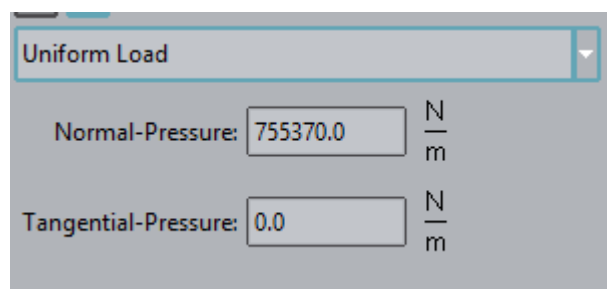 Uniform Load
Normal-Pressure: 755370.0 N/m
Tangential-Pressure: 0.0 N/m